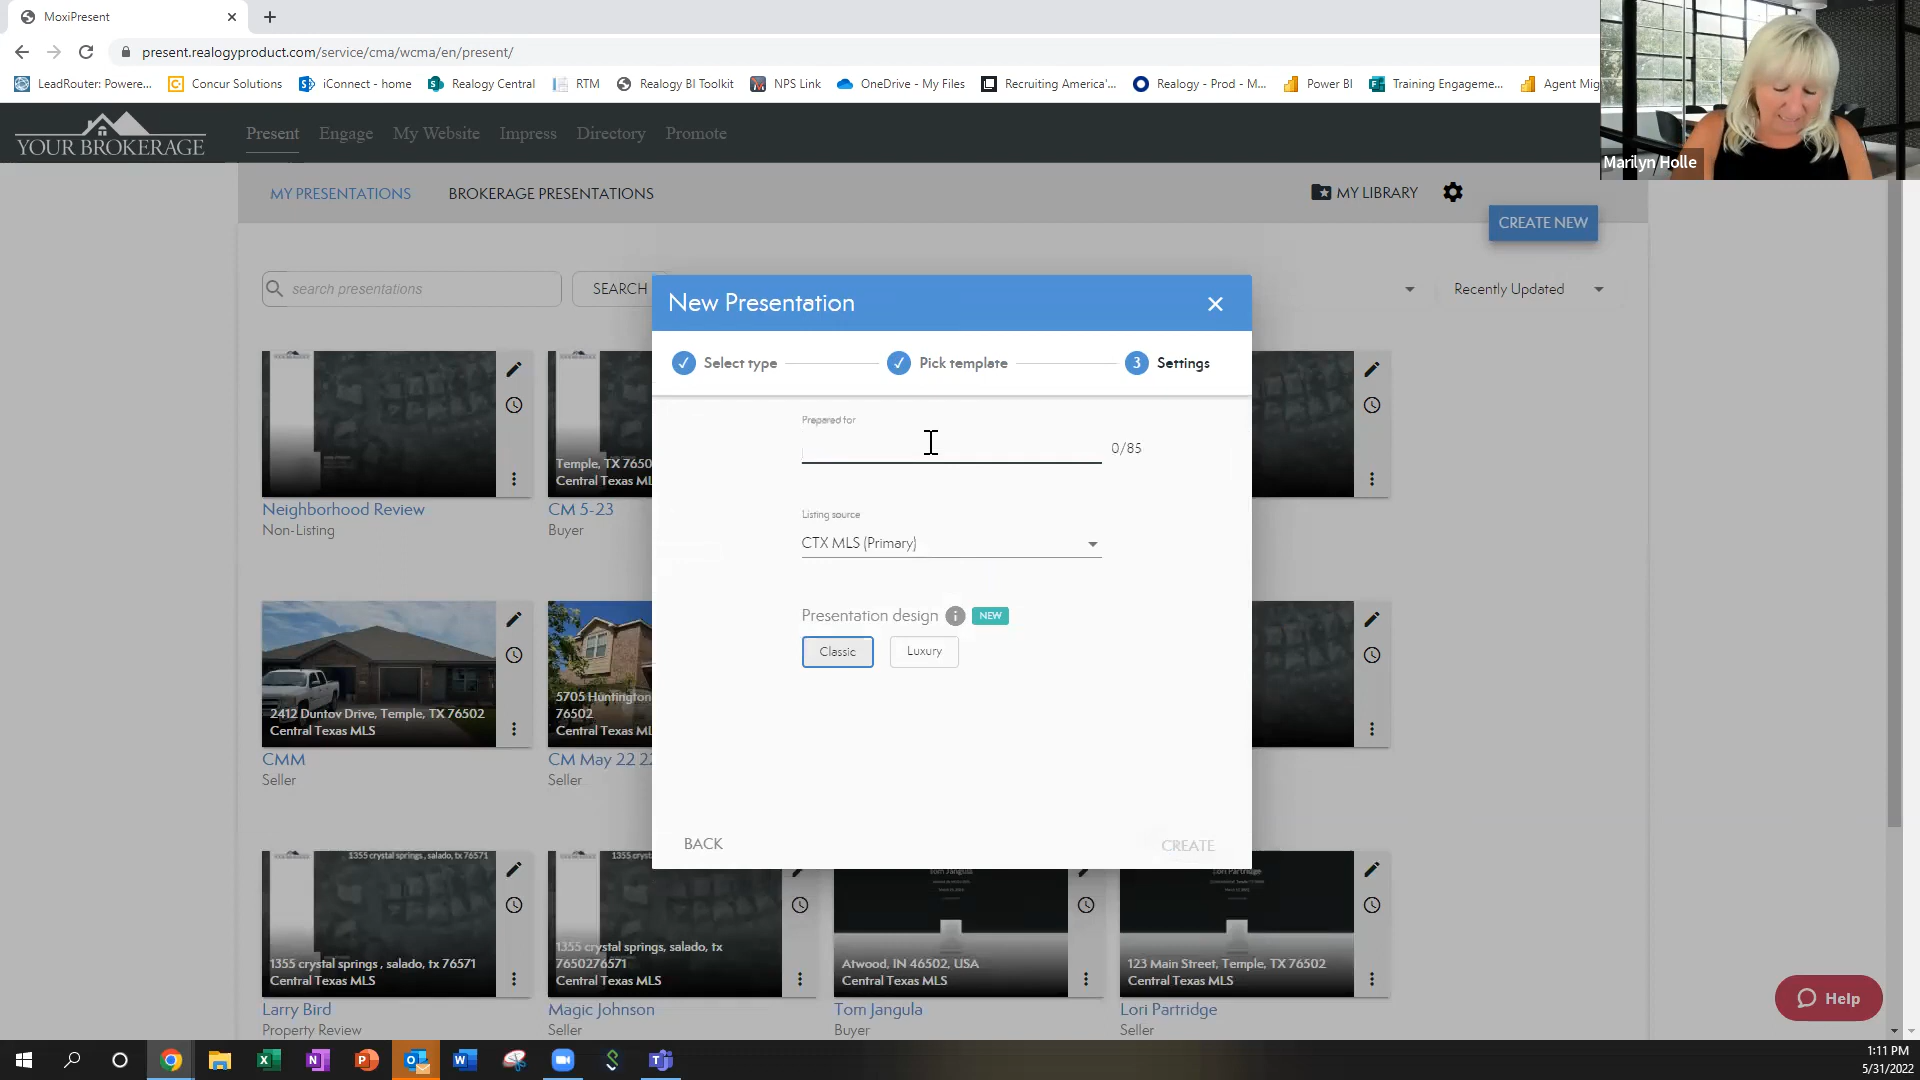 MoxiPresent
present.realogyproduct.com/service/cma/wcma/en/present/
LeadRouter: Powere... Concur Solutions iConnect - home Realogy Central RTM Realogy BI Toolkit NPS Link OneDrive - My Files Recruiting America'... Realogy - Prod - M... Power BI Training Engageme... Agent Mig
YOUR BROKERAGE
Present Engage My Website Impress Directory Promote
Marilyn Holle
MY PRESENTATIONS BROKERAGE PRESENTATIONS MY LIBRARY
CREATE NEW
search presentations SEARCH Recently Updated
New Presentation
Select type Pick template 3 Settings
Prepared for
0/85
Listing source
CTX MLS (Primary)
Presentation design i NEW
Classic Luxury
BACK CREATE
Temple, TX 7650
Central Texas ML
Neighborhood Review CM 5-23
Non-Listing Buyer
2412 Duntov Drive, Temple, TX 76502
Central Texas MLS
5705 Huntington
76502
Central Texas ML
CMM CM May 22 22
Seller Seller
1355 crystal springs , salado, tx 76571
1355 cryst
Tom Jangula
Lori Partridge
1355 crystal springs , salado, tx 76571
Central Texas MLS
1355 crystal springs, salado, tx
7650276571
Central Texas MLS
Atwood, IN 46502, USA
Central Texas MLS
123 Main Street, Temple, TX 76502
Central Texas MLS
Larry Bird Magic Johnson Tom Jangula Lori Partridge
Property Review Seller Buyer Seller
Help
1:11 PM
5/31/2022